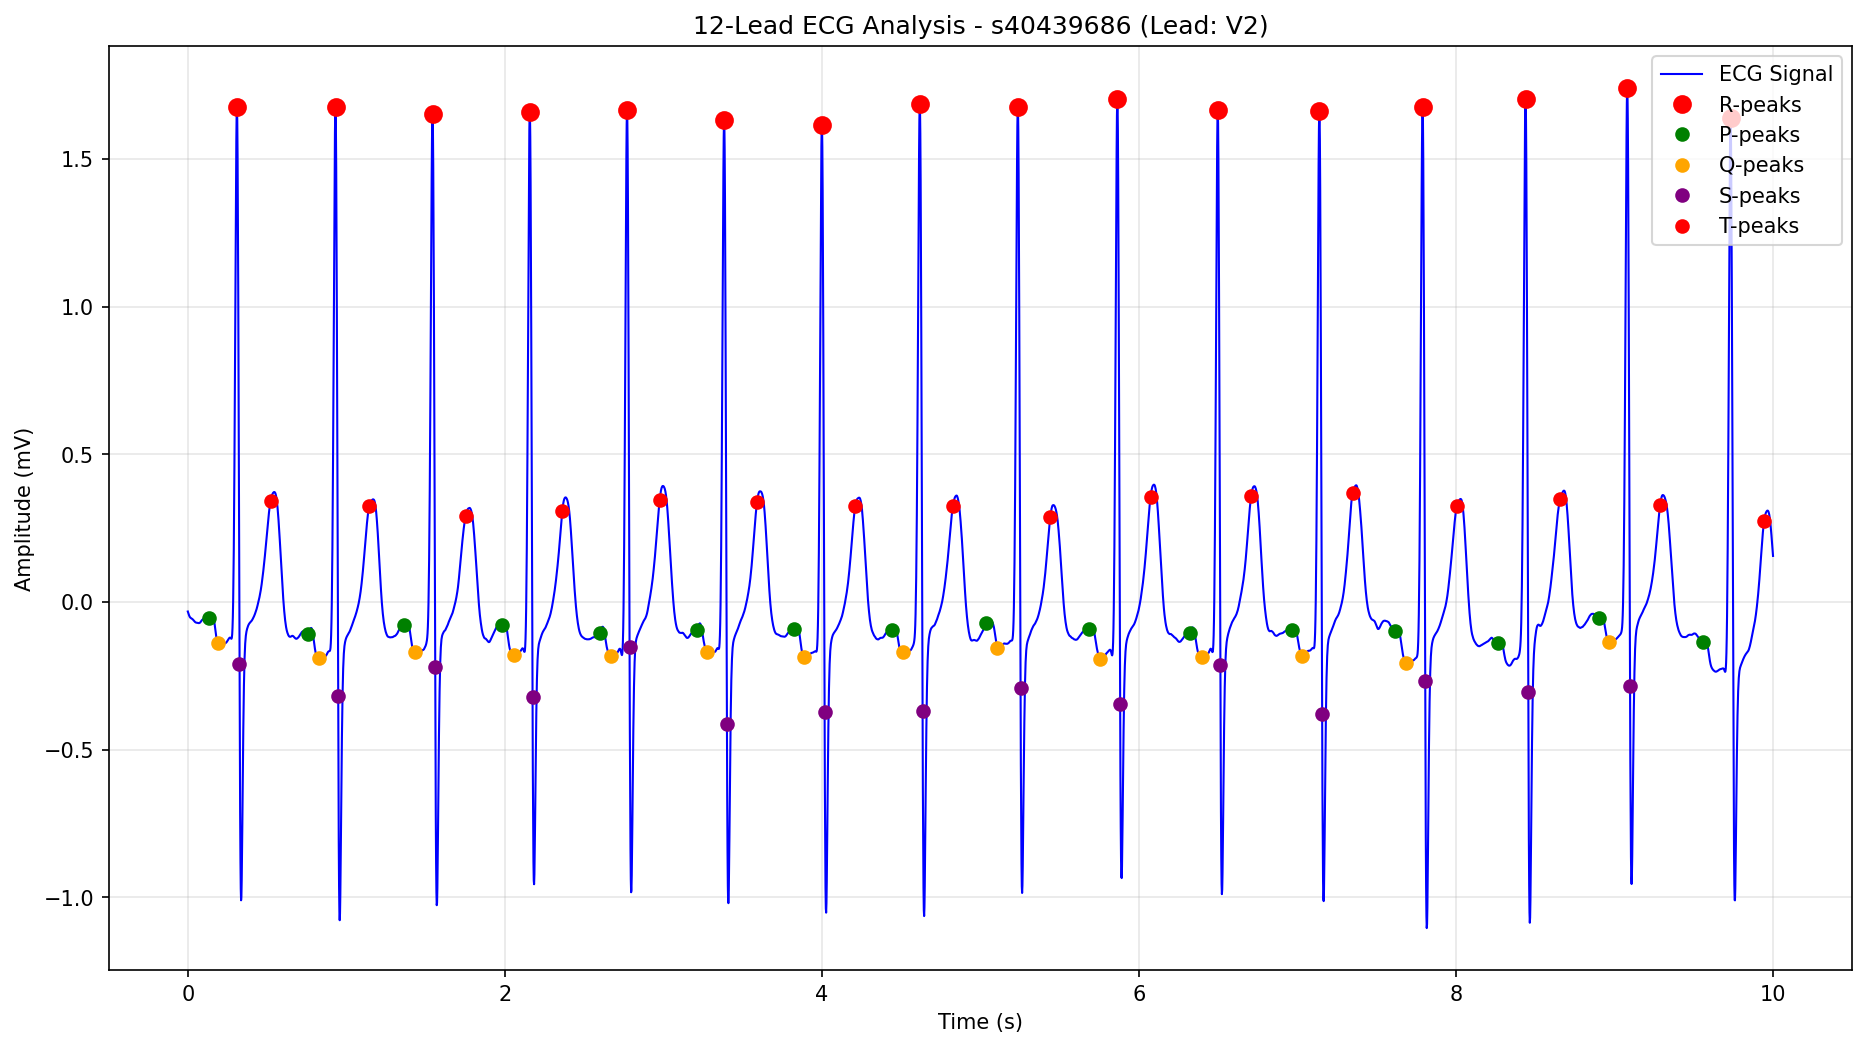 12-Lead ECG Analysis - s40439686 (Lead: V2)
ECG Signal
R-peaks
P-peaks
Q-peaks
S-peaks
T-peaks
Amplitude (mV)
1.5
1.0
0.5
0.0
−0.5
−1.0
0 2 4 6 8 10
Time (s)